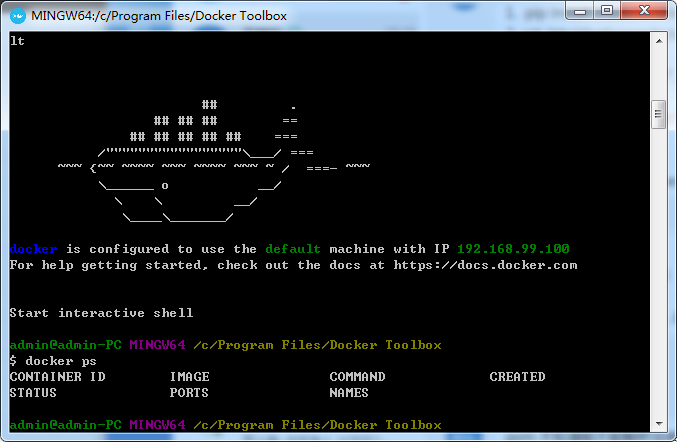 MINGW64:/c/Program Files/Docker Toolbox
lt
##         .
## ## ##        ==
## ## ## ## ##    ===
/"""""""""""""""""\___/ ===
~~~ {~~ ~~~~ ~~~ ~~~~ ~~~ ~ /  ===- ~~~
\______ o           __/
\    \         __/
\____\_______/
docker is configured to use the default machine with IP 192.168.99.100
For help getting started, check out the docs at https://docs.docker.com
Start interactive shell
admin@admin-PC MINGW64 /c/Program Files/Docker Toolbox
$ docker ps
CONTAINER ID        IMAGE               COMMAND             CREATED
STATUS              PORTS               NAMES
admin@admin-PC MINGW64 /c/Program Files/Docker Toolbox